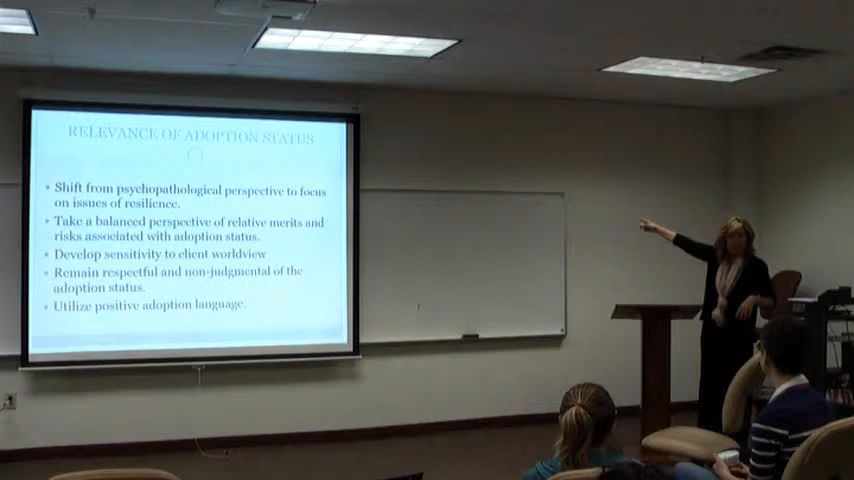 RELEVANCE OF ADOPTION STATUS
• Shift from psychopathological perspective to focus
on issues of resilience.
• Take a balanced perspective of relative merits and
risks associated with adoption status.
• Develop sensitivity to client worldview
• Remain respectful and non-judgmental of the
adoption status.
• Utilize positive adoption language.